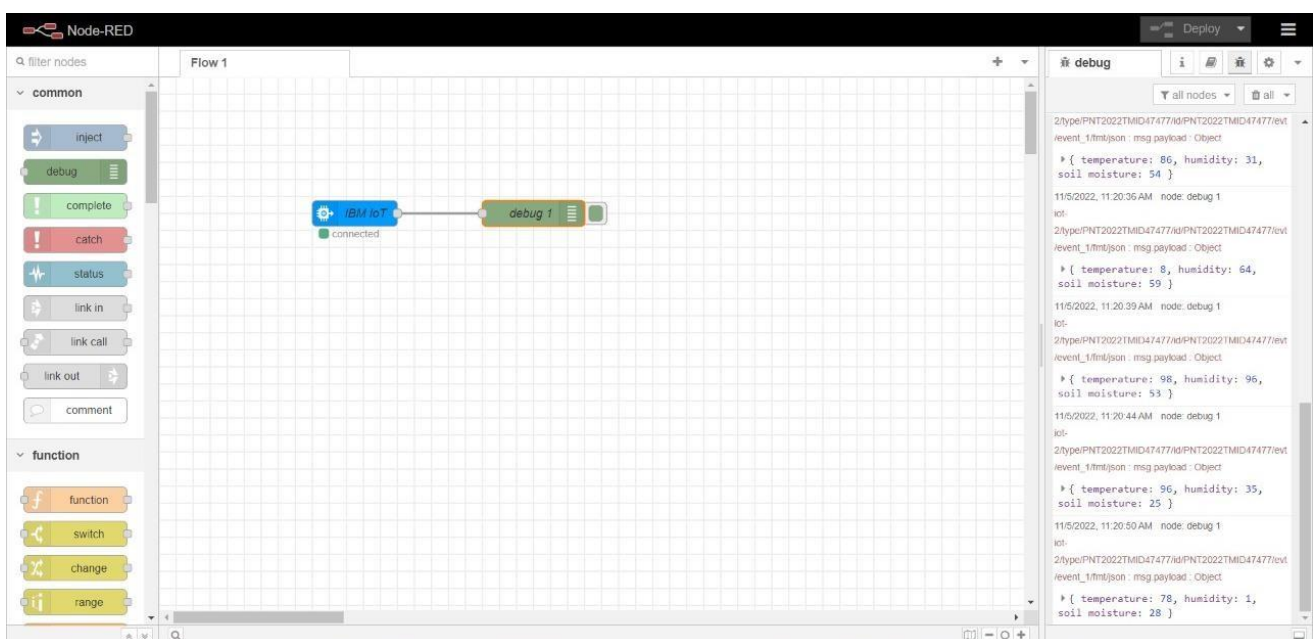 Node-RED
Deploy
filter nodes
Flow 1
debug
i
all nodes
all
common
inject
debug
complete
catch
status
link in
link call
link out
comment
function
f
function
switch
change
range
IBM IoT
connected
debug 1
2/type/PNT2022TMID47477/id/PNT2022TMID47477/evt
/event_1/fmt/json : msg.payload : Object
{ temperature: 86, humidity: 31,
soil moisture: 54 }
11/5/2022, 11:20:36 AM node: debug 1
iot-
2/type/PNT2022TMID47477/id/PNT2022TMID47477/evt
/event_1/fmt/json : msg.payload : Object
{ temperature: 8, humidity: 64,
soil moisture: 59 }
11/5/2022, 11:20:39 AM node: debug 1
iot-
2/type/PNT2022TMID47477/id/PNT2022TMID47477/evt
/event_1/fmt/json : msg.payload : Object
{ temperature: 98, humidity: 96,
soil moisture: 53 }
11/5/2022, 11:20:44 AM node: debug 1
iot-
2/type/PNT2022TMID47477/id/PNT2022TMID47477/evt
/event_1/fmt/json : msg.payload : Object
{ temperature: 96, humidity: 35,
soil moisture: 25 }
11/5/2022, 11:20:50 AM node: debug 1
iot-
2/type/PNT2022TMID47477/id/PNT2022TMID47477/evt
/event_1/fmt/json : msg.payload : Object
{ temperature: 78, humidity: 1,
soil moisture: 28 }